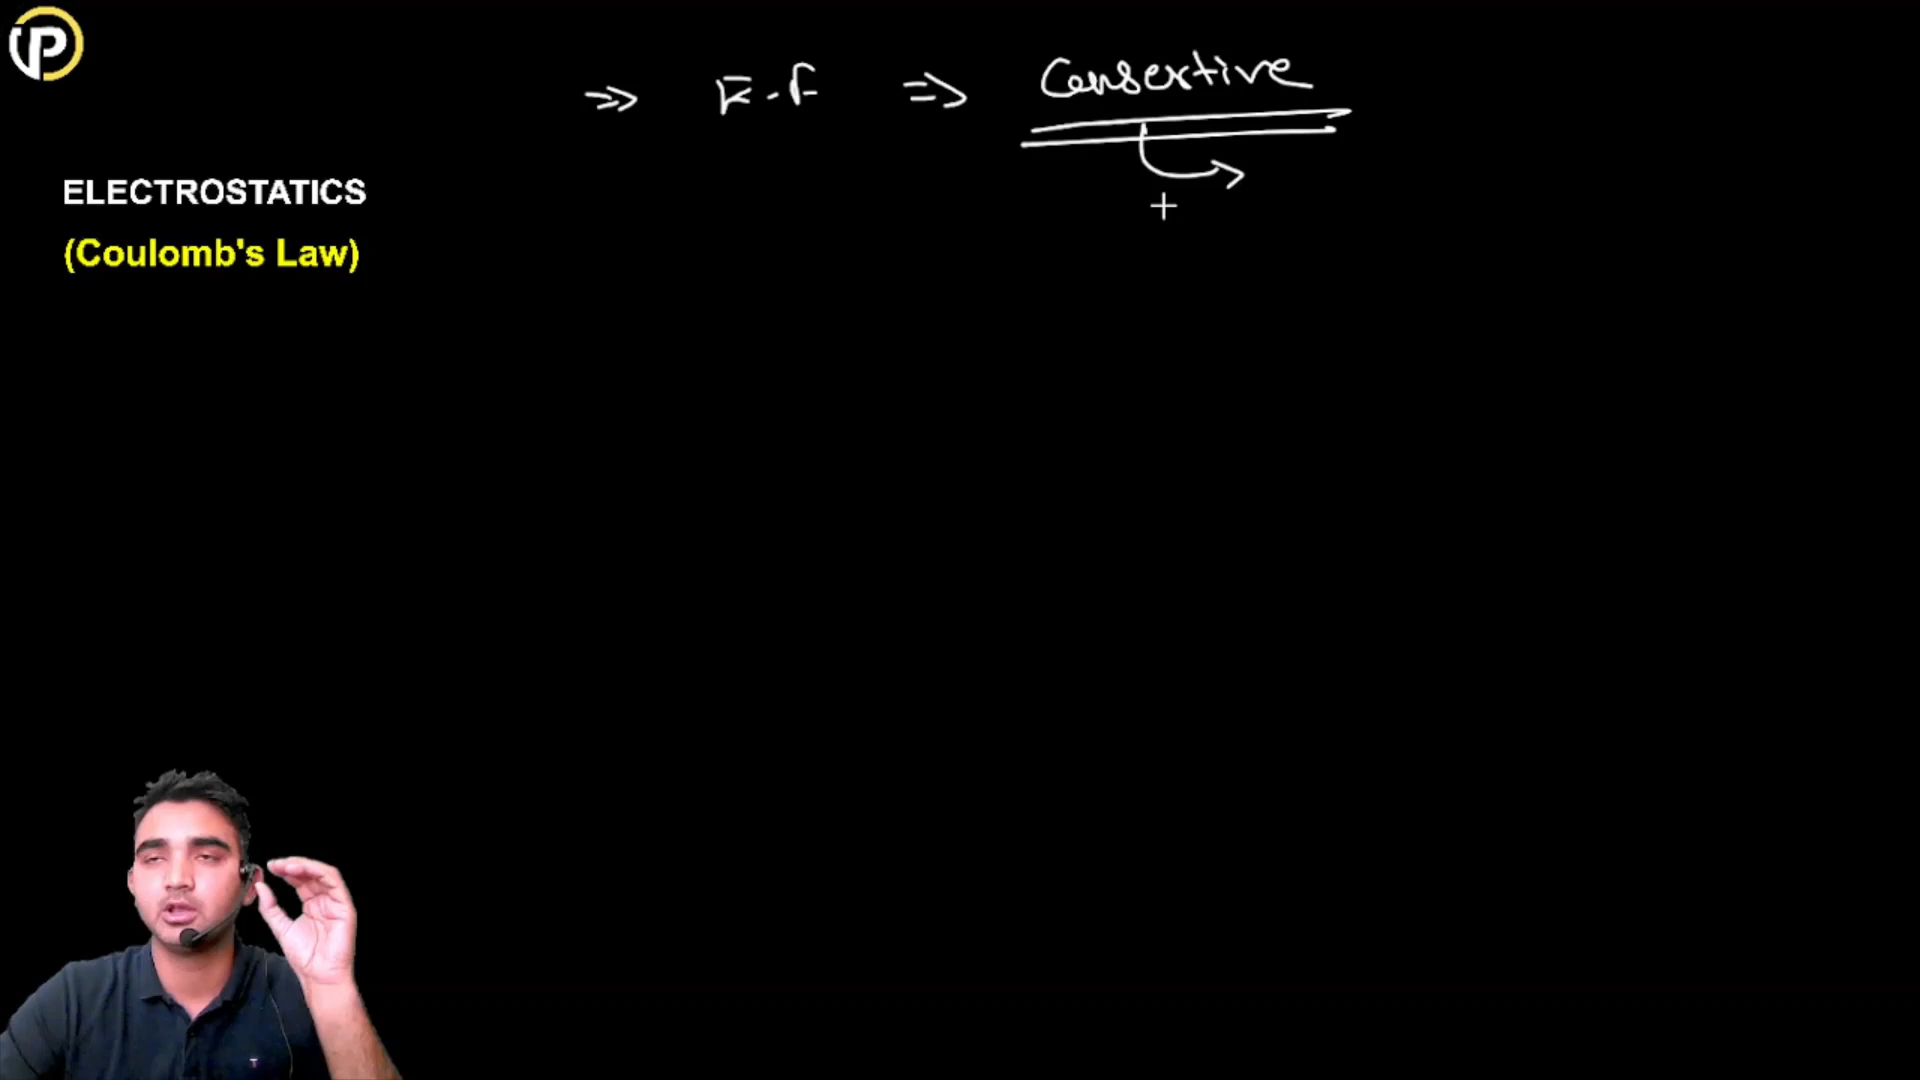 P
=> E.F => Consertive
+
ELECTROSTATICS
(Coulomb's Law)